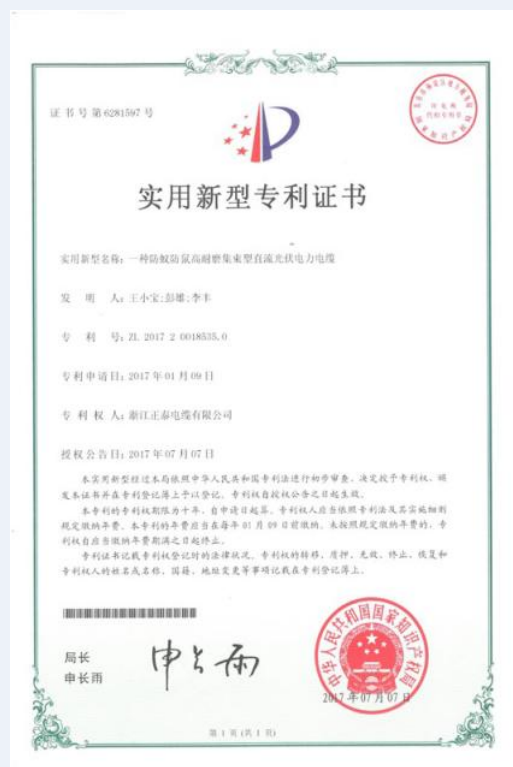 证书号第6281597号
实用新型专利证书
实用新型名称：一种防蚁防鼠高耐磨集束型直流光伏电力电缆
发明人：王小宝;彭雄;李卡
专利号：ZL 2017 2 0018535.0
专利申请日：2017年01月09日
专利权人：浙江正泰电缆有限公司
授权公告日：2017年07月07日
本实用新型经过本局依照中华人民共和国专利法进行初步审查，决定授予专利权，颁
发本证书并在专利登记簿上予以登记。专利权自授权公告之日起生效。
本专利的专利权期限为十年，自申请日起算。专利权人应当依照专利法及其实施细则
规定缴纳年费。本专利的年费应当在每年01月09日前缴纳。未按照规定缴纳年费的，专
利权自应当缴纳年费期满之日起终止。
专利证书记载专利权登记时的法律状况。专利权的转移、质押、无效、终止、恢复和
专利权人的姓名或名称、国籍、地址变更等事项记载在专利登记簿上。
局长
申长雨
申长雨
中华人民共和国国家知识产权局
2017年07月07日
第1页(共1页)